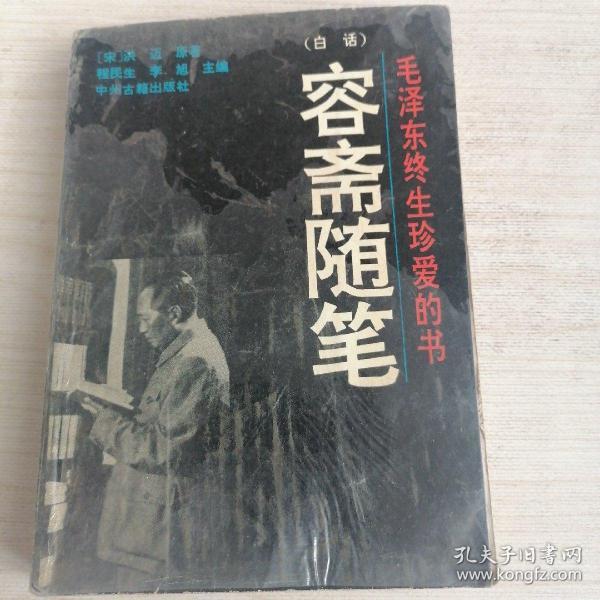 [宋]洪迈 原著
程民生 李旭 主编
中州古籍出版社
(白话)
容斋随笔
毛泽东终生珍爱的书
孔夫子旧书网
www.kongfz.com